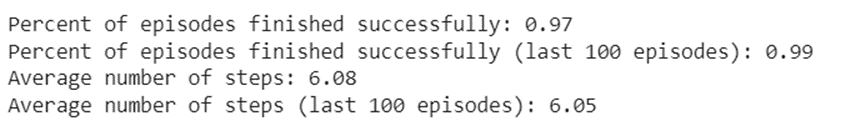 Percent of episodes finished successfully: 0.97
Percent of episodes finished successfully (last 100 episodes): 0.99
Average number of steps: 6.08
Average number of steps (last 100 episodes): 6.05